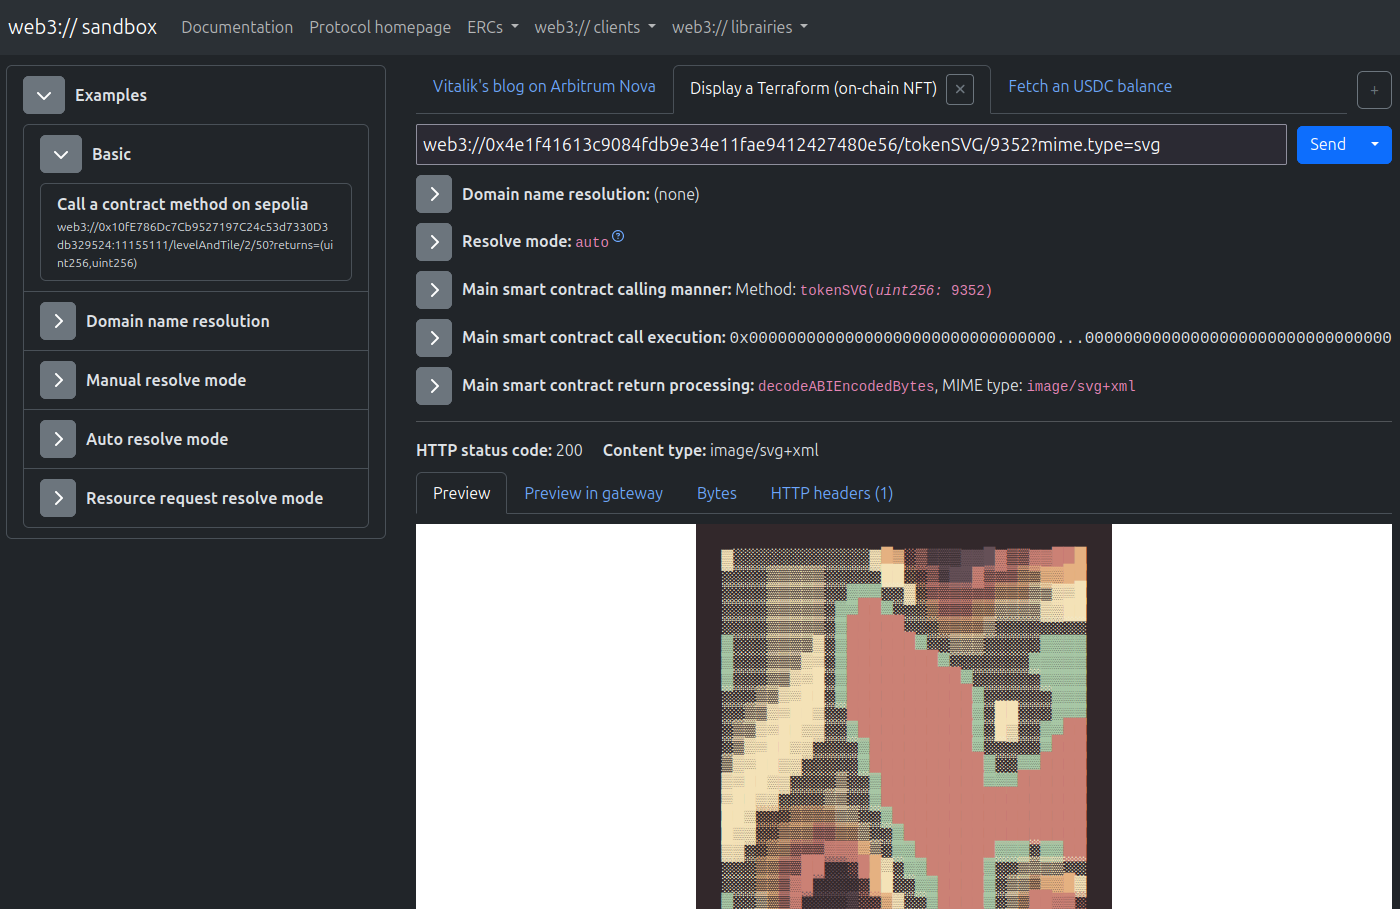 web3:// sandbox
Documentation
Protocol homepage
ERCs
web3:// clients
web3:// librairies
Examples
Basic
Call a contract method on sepolia
web3://0x10fE786Dc7Cb9527197C24c53d7330D3
db329524:11155111/levelAndTile/2/50?returns=(ui
nt256,uint256)
Domain name resolution
Manual resolve mode
Auto resolve mode
Resource request resolve mode
Vitalik's blog on Arbitrum Nova
Display a Terraform (on-chain NFT)
Fetch an USDC balance
web3://0x4e1f41613c9084fdb9e34e11fae9412427480e56/tokenSVG/9352?mime.type=svg
Send
Domain name resolution: (none)
Resolve mode: auto
Main smart contract calling manner: Method: tokenSVG(uint256: 9352)
Main smart contract call execution: 0x00000000000000000000000000000000...00000000000000000000000000000000
Main smart contract return processing: decodeABIEncodedBytes, MIME type: image/svg+xml
HTTP status code: 200 Content type: image/svg+xml
Preview
Preview in gateway
Bytes
HTTP headers (1)